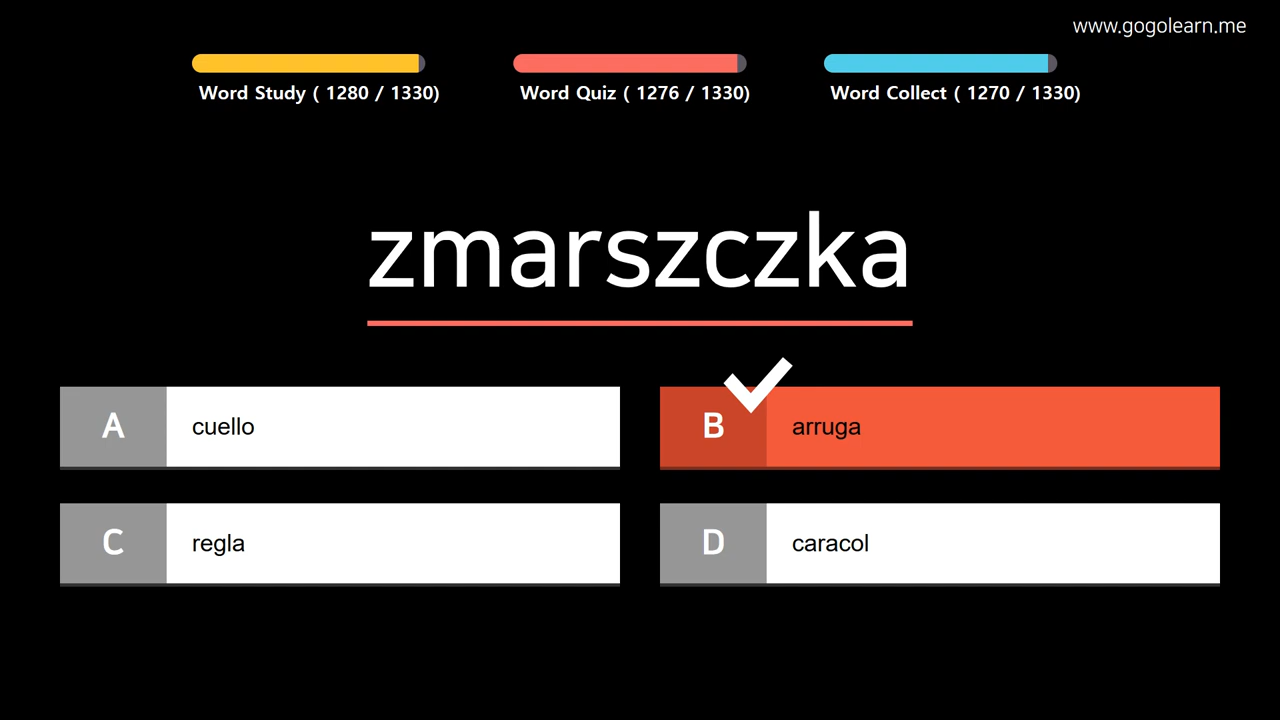 www.gogolearn.me
Word Study ( 1280 / 1330) Word Quiz ( 1276 / 1330) Word Collect ( 1270 / 1330)
zmarszczka
A cuello
B arruga
C regla
D caracol